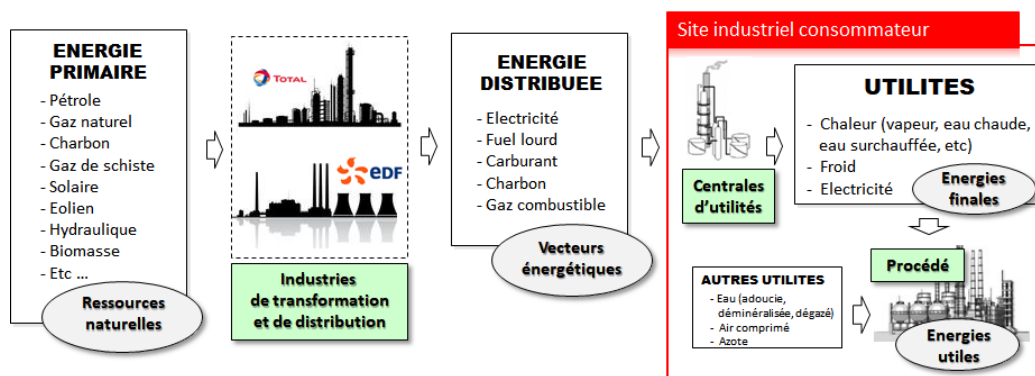 ENERGIE
PRIMAIRE
- Pétrole
- Gaz naturel
- Charbon
- Gaz de schiste
- Solaire
- Eolien
- Hydraulique
- Biomasse
- Etc ...
Ressources
naturelles
TOTAL
eDF
Industries
de transformation
et de distribution
ENERGIE
DISTRIBUEE
- Electricité
- Fuel lourd
- Carburant
- Charbon
- Gaz combustible
Vecteurs
énergétiques
Site industriel consommateur
Centrales
d'utilités
UTILITES
- Chaleur (vapeur, eau chaude,
eau surchauffée, etc)
- Froid
- Electricité
Energies
finales
AUTRES UTILITES
- Eau (adoucie,
déminéralisée, dégazé)
- Air comprimé
- Azote
Procédé
Energies
utiles